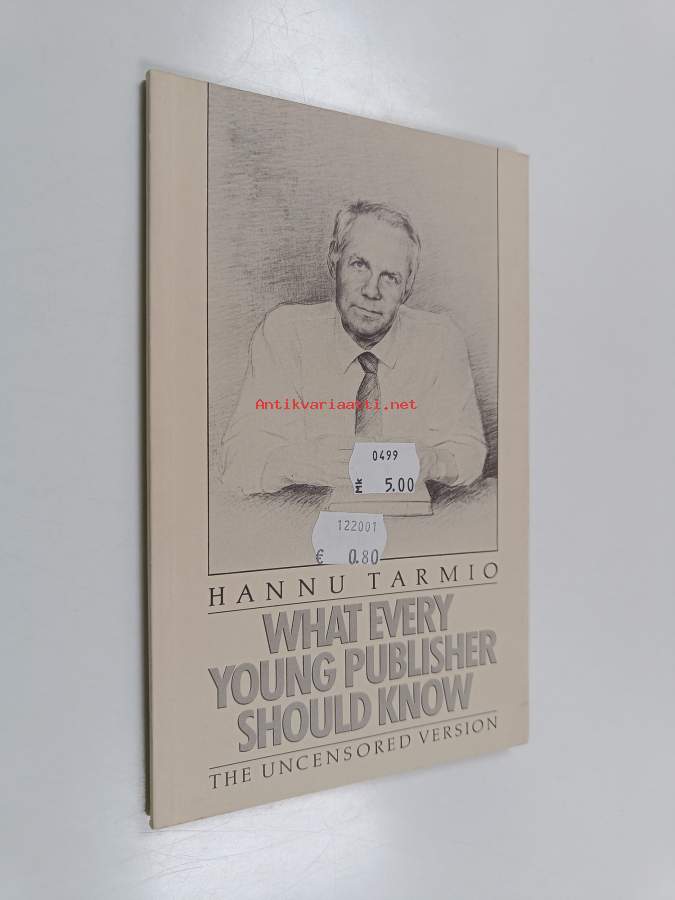 Antikvariaatti.net
0499
Mk 5.00
122001
€ 0.80
HANNU TARMIO
WHAT EVERY
YOUNG PUBLISHER
SHOULD KNOW
THE UNCENSORED VERSION